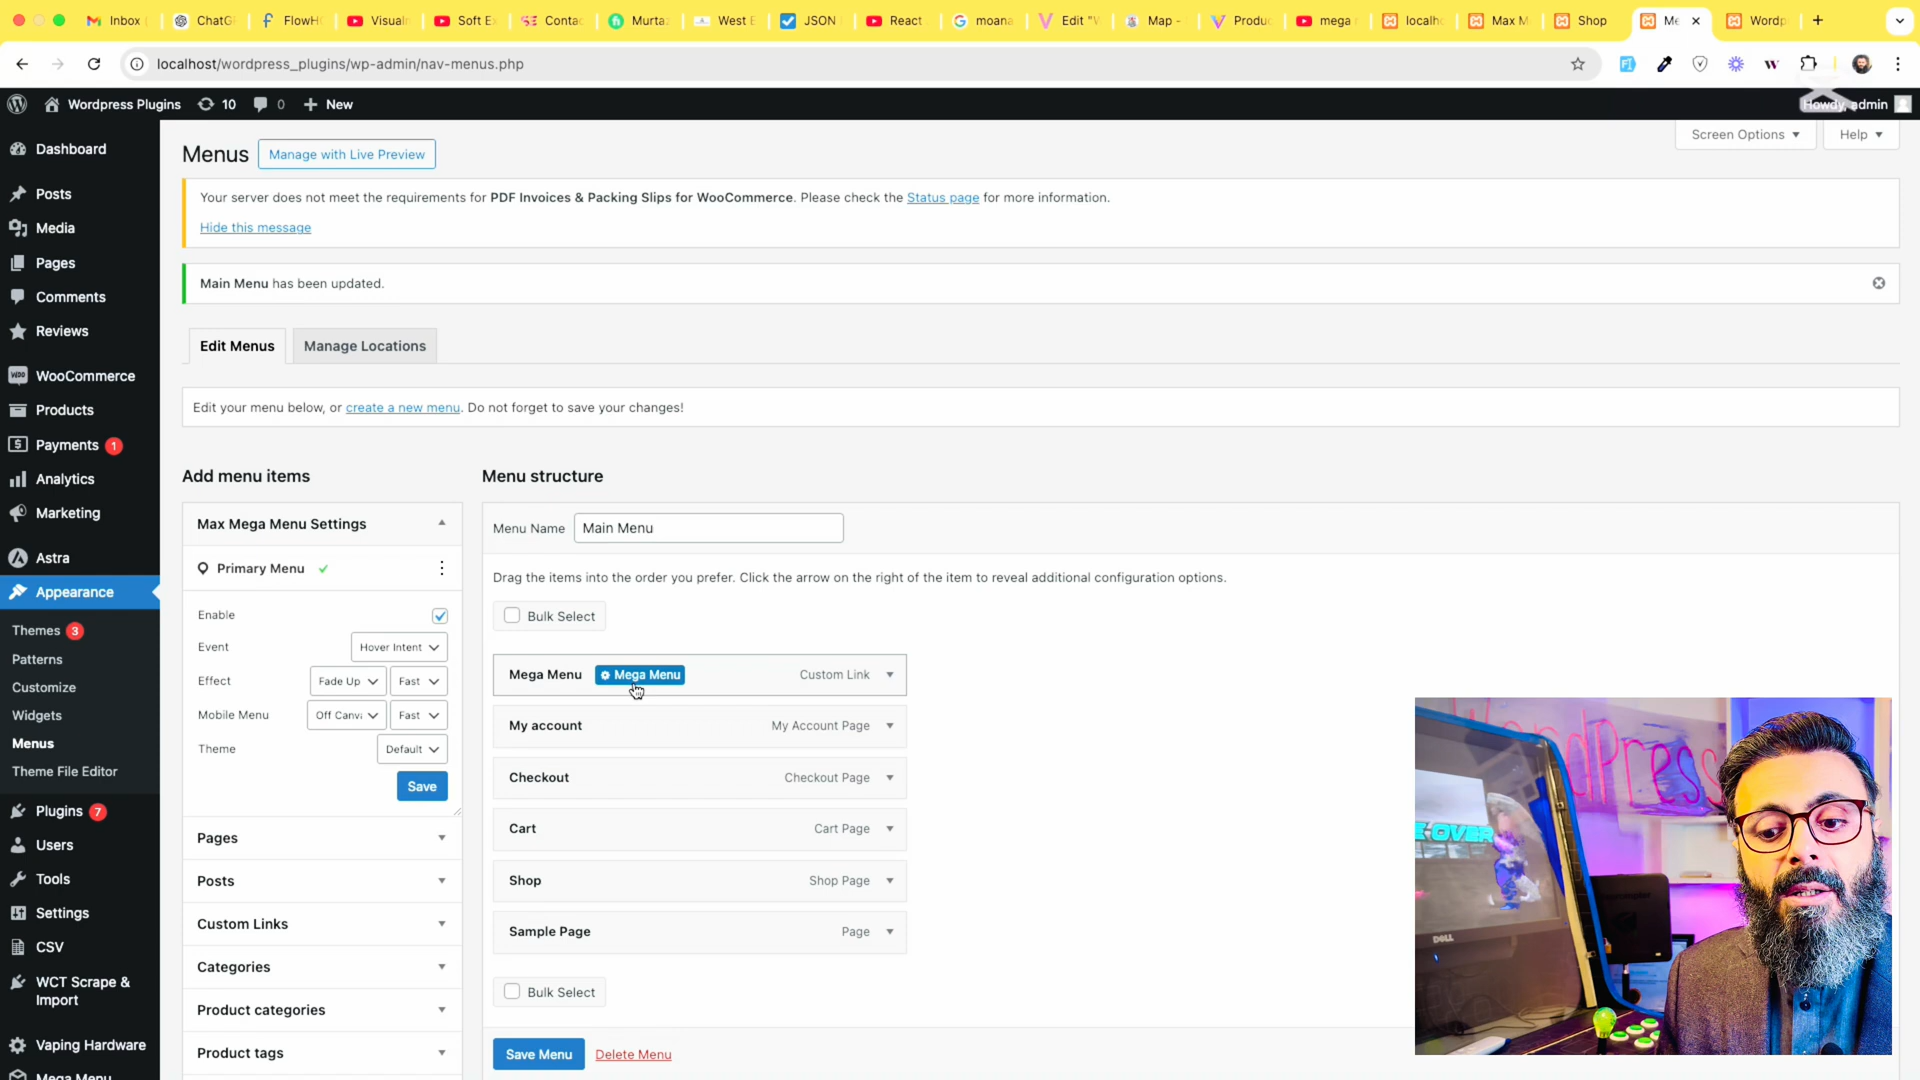 Inbox
ChatG
FlowH
Visual
Soft E
Contac
Murta
West E
JSON
React
moana
Edit "V
Map -
Produc
mega
localho
Max M
Shop
Me
Wordp
localhost/wordpress_plugins/wp-admin/nav-menus.php
Wordpress Plugins
10
0
New
Howdy, admin
Screen Options
Help
Dashboard
Posts
Media
Pages
Comments
Reviews
WooCommerce
Products
Payments 1
Analytics
Marketing
Astra
Appearance
Themes 3
Patterns
Customize
Widgets
Menus
Theme File Editor
Plugins 7
Users
Tools
Settings
CSV
WCT Scrape &
Import
Vaping Hardware
Mega Menu
Menus
Manage with Live Preview
Your server does not meet the requirements for PDF Invoices & Packing Slips for WooCommerce. Please check the Status page for more information.
Hide this message
Main Menu has been updated.
Edit Menus
Manage Locations
Edit your menu below, or create a new menu. Do not forget to save your changes!
Add menu items
Max Mega Menu Settings
Primary Menu
Enable
Event
Hover Intent
Effect
Fade Up
Fast
Mobile Menu
Off Canv
Fast
Theme
Default
Save
Pages
Posts
Custom Links
Categories
Product categories
Product tags
Menu structure
Menu Name
Main Menu
Drag the items into the order you prefer. Click the arrow on the right of the item to reveal additional configuration options.
Bulk Select
Mega Menu
Mega Menu
Custom Link
My account
My Account Page
Checkout
Checkout Page
Cart
Cart Page
Shop
Shop Page
Sample Page
Page
Bulk Select
Save Menu
Delete Menu
WordPress
E OVER
DELL